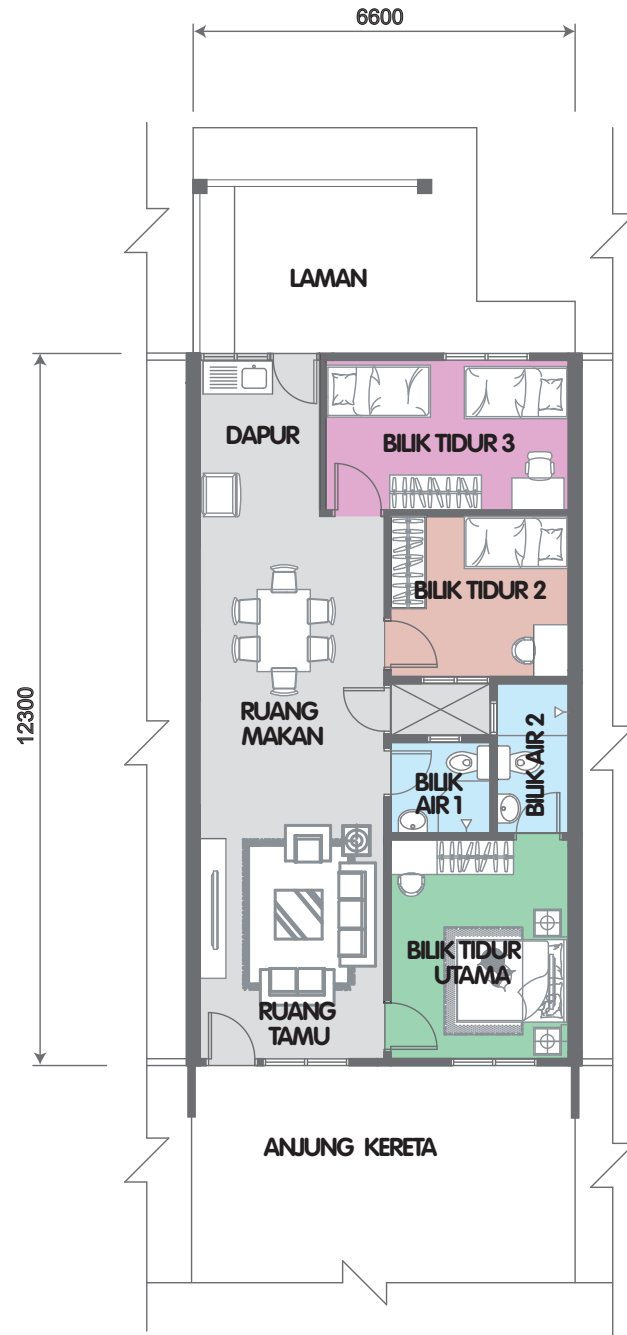 6600
LAMAN
DAPUR
BILIK TIDUR 3
BILIK TIDUR 2
12300
RUANG
MAKAN
BILIK AIR 2
BILIK
AIR 1
BILIK TIDUR
UTAMA
RUANG
TAMU
ANJUNG KERETA